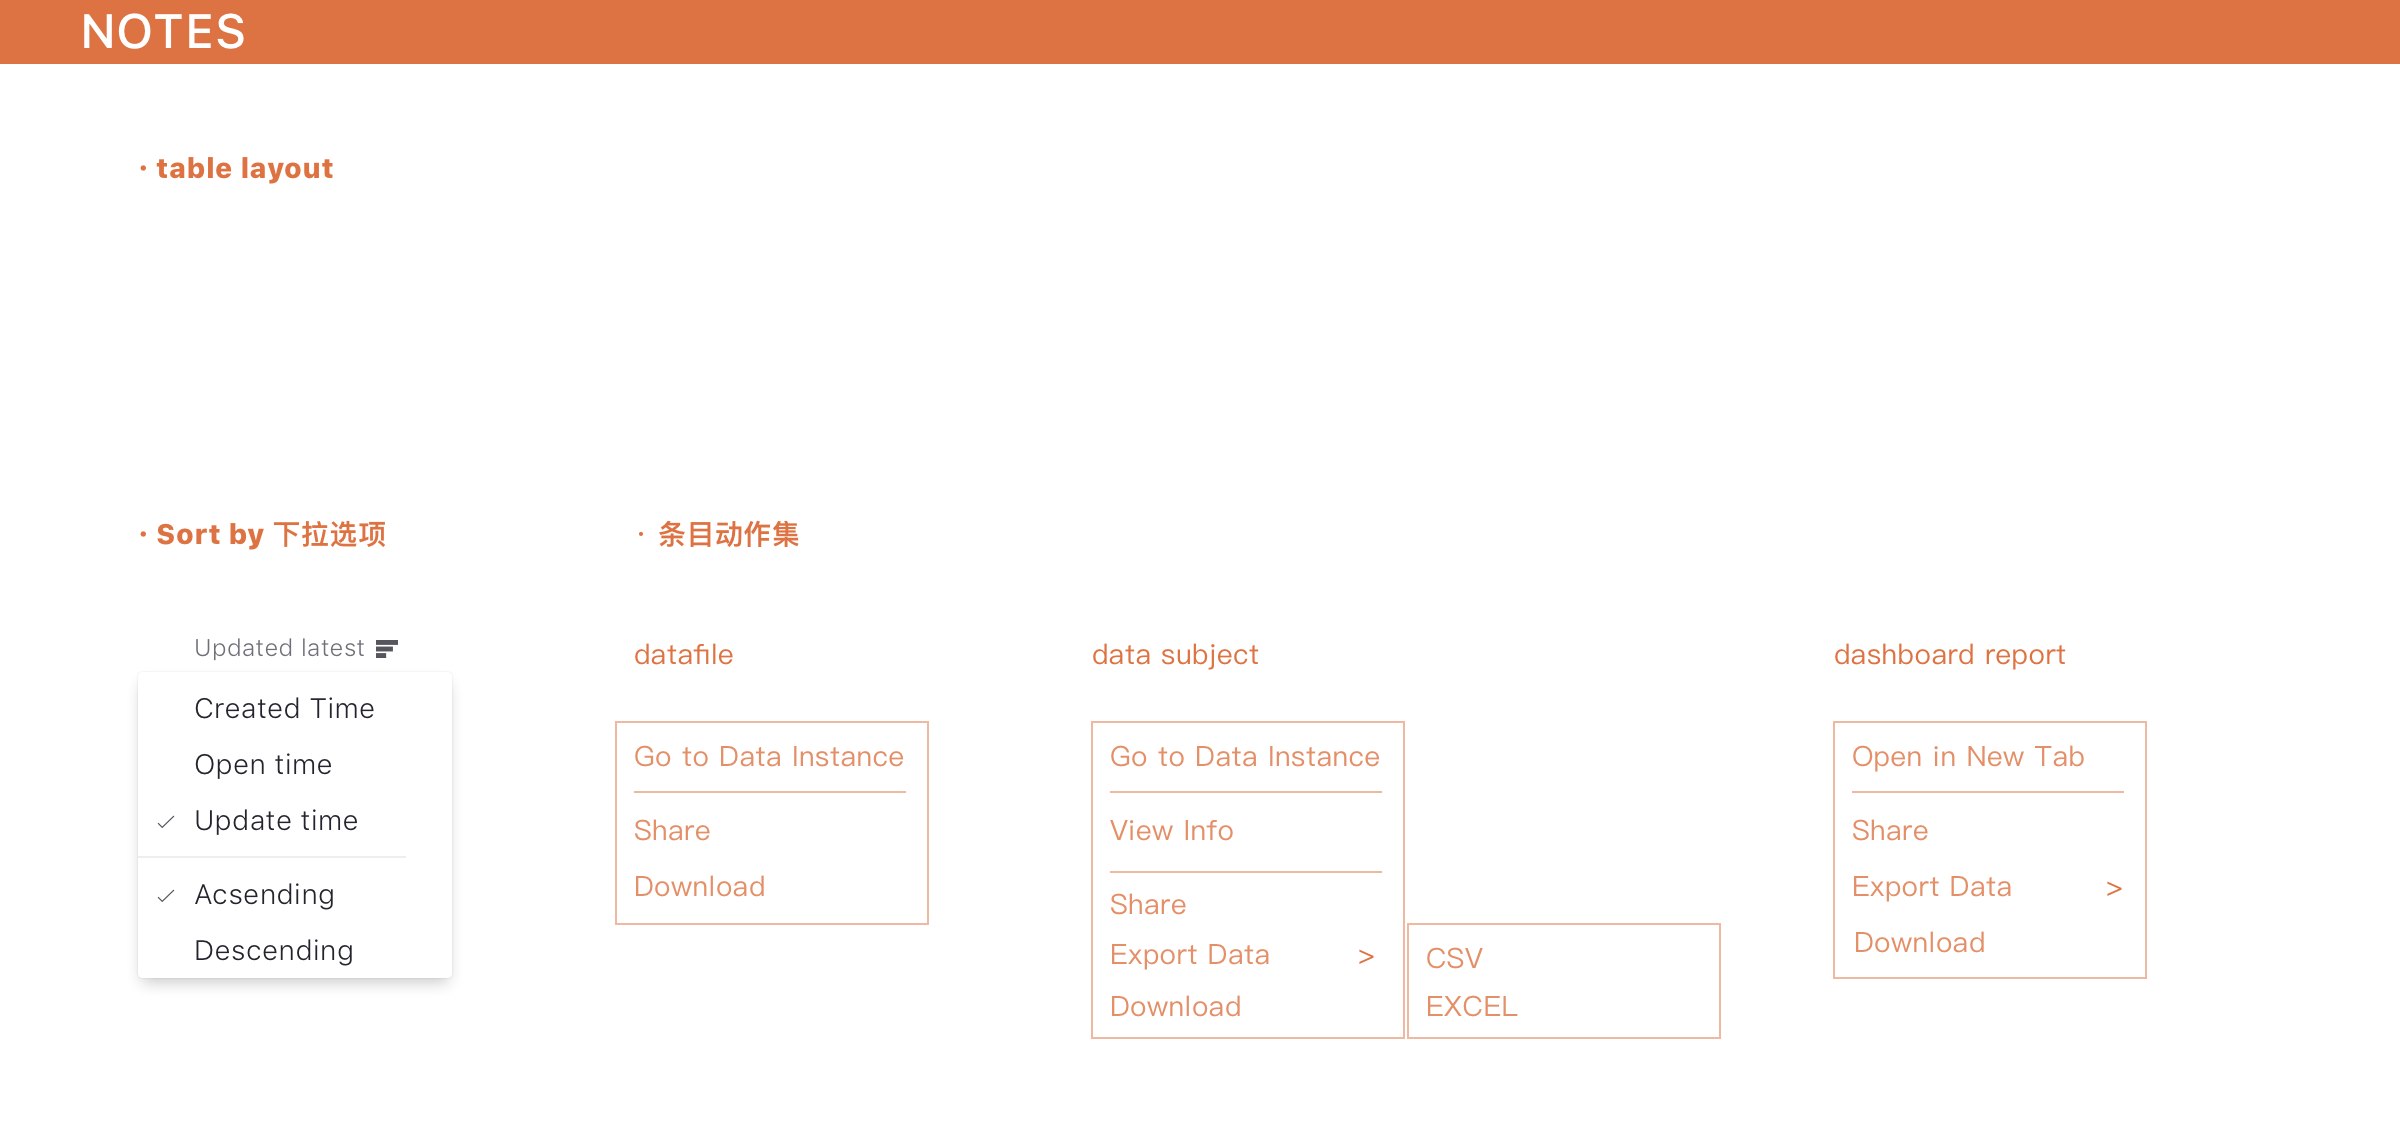 NOTES
· table layout
· Sort by 下拉选项
· 条目动作集
Updated latest
Created Time
Open time
Update time
Acsending
Descending
datafile
Go to Data Instance
Share
Download
data subject
Go to Data Instance
View Info
Share
Export Data >
Download
CSV
EXCEL
dashboard report
Open in New Tab
Share
Export Data >
Download